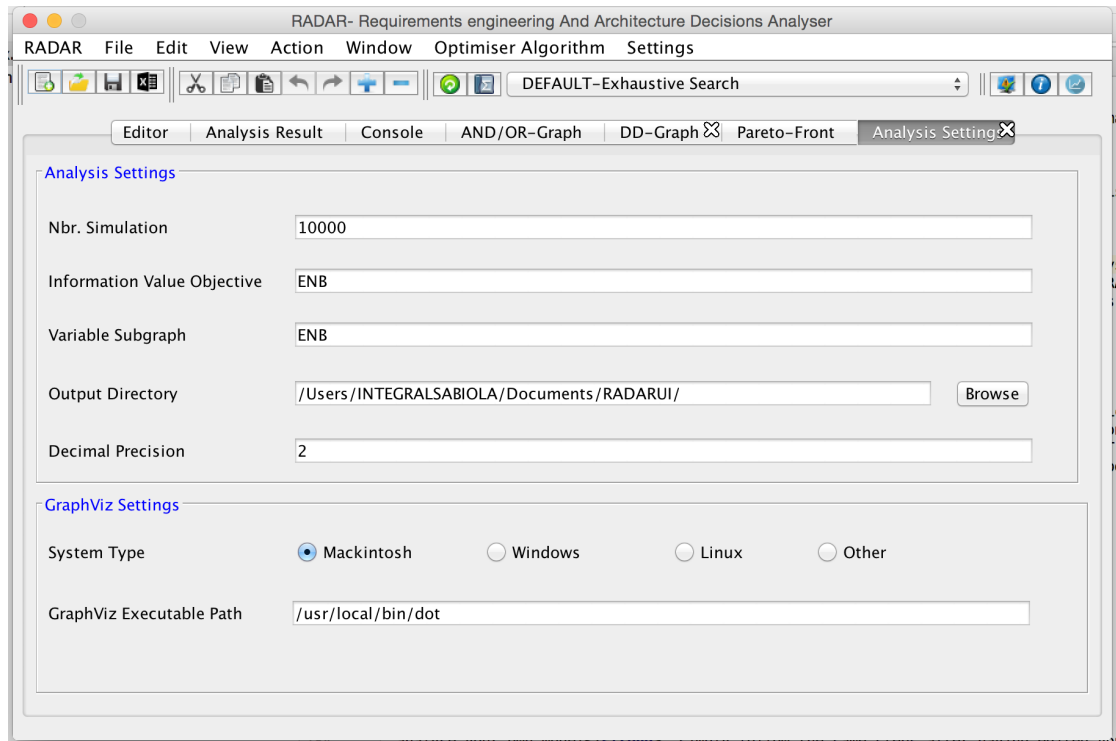 RADAR- Requirements engineering And Architecture Decisions Analyser
RADAR File Edit View Action Window Optimiser Algorithm Settings
DEFAULT-Exhaustive Search
Editor Analysis Result Console AND/OR-Graph DD-Graph Pareto-Front Analysis Settings
Analysis Settings
Nbr. Simulation 10000
Information Value Objective ENB
Variable Subgraph ENB
Output Directory /Users/INTEGRALSABIOLA/Documents/RADARUI/ Browse
Decimal Precision 2
GraphViz Settings
System Type Mackintosh Windows Linux Other
GraphViz Executable Path /usr/local/bin/dot